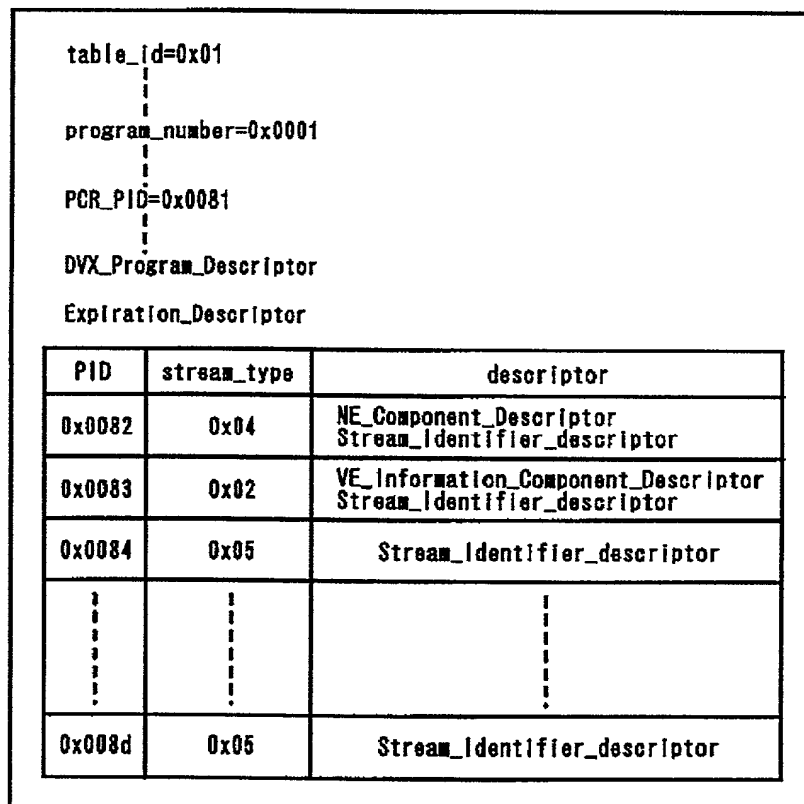 table_id=0x01
program_number=0x0001
PCR_PID=0x0081
DVX_Program_Descriptor
Expiration_Descriptor
PID stream_type descriptor
0x0082 0x04 NE_Component_Descriptor
Stream_Identifier_descriptor
0x0083 0x02 VE_Information_Component_Descriptor
Stream_Identifier_descriptor
0x0084 0x05 Stream_Identifier_descriptor
0x008d 0x05 Stream_Identifier_descriptor